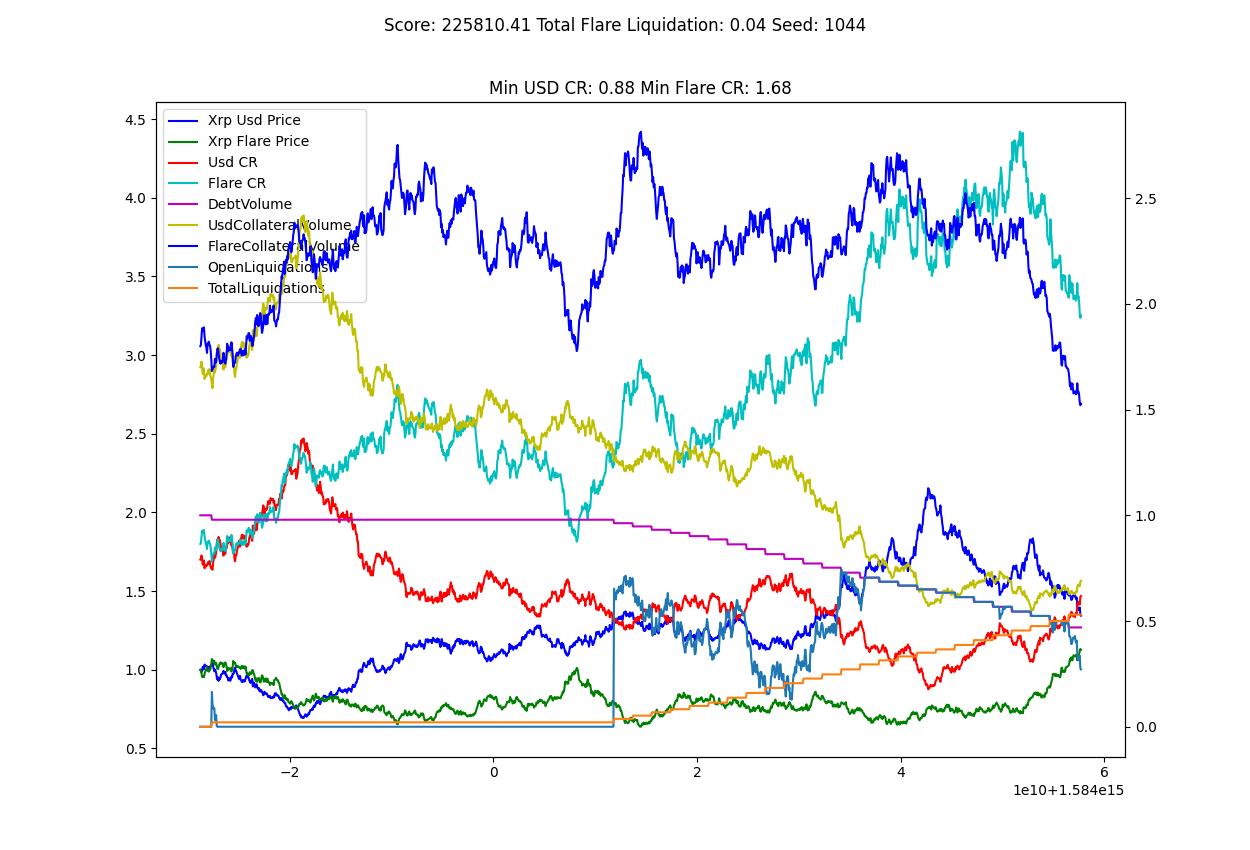 Score: 225810.41 Total Flare Liquidation: 0.04 Seed: 1044
Min USD CR: 0.88 Min Flare CR: 1.68
Xrp Usd Price
Xrp Flare Price
Usd CR
Flare CR
DebtVolume
UsdCollateralVolume
FlareCollateralVolume
OpenLiquidations
TotalLiquidations
4.5
4.0
3.5
3.0
2.5
2.0
1.5
1.0
0.5
2.5
2.0
1.5
1.0
0.5
0.0
−2
0
2
4
6
1e10+1.584e15